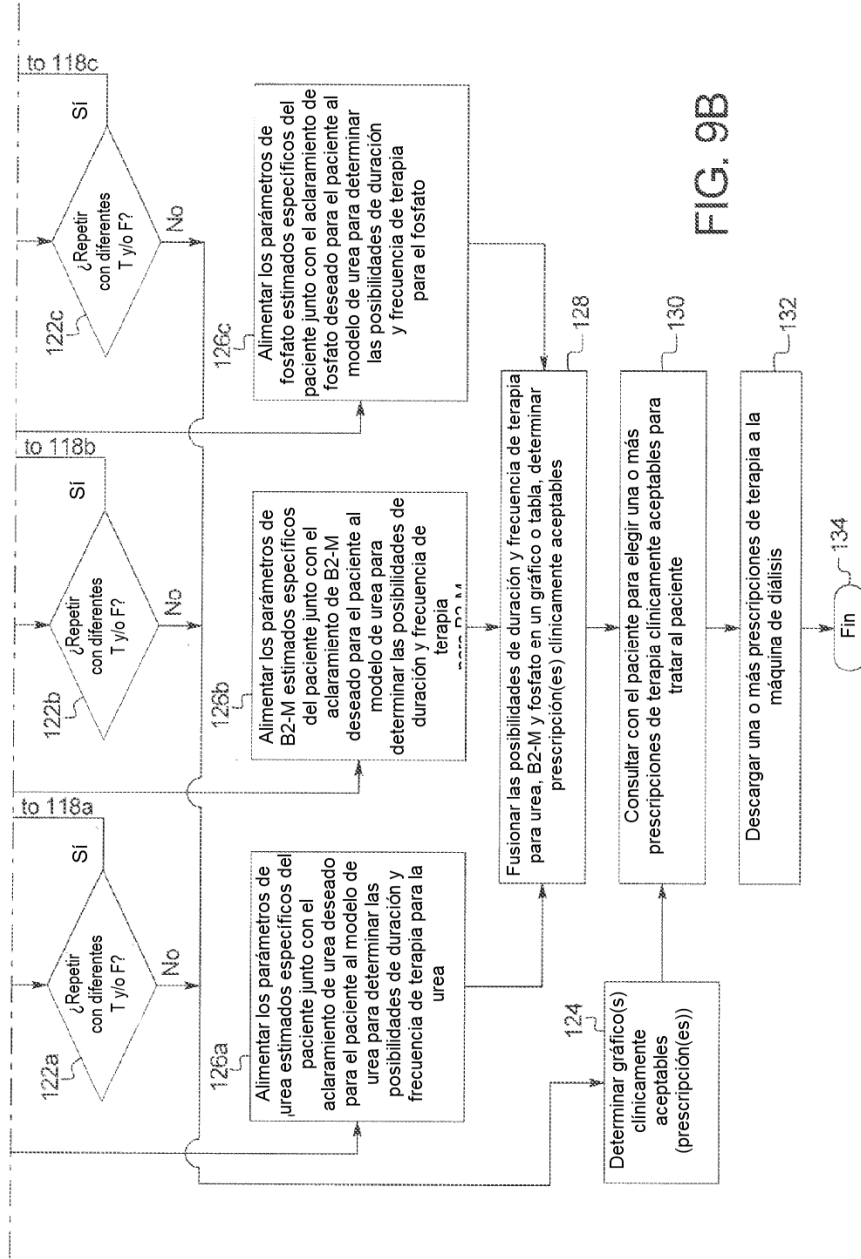 to 118a
Sí
¿Repetir
con diferentes
T y/o F?
122a
No
to 118b
Sí
¿Repetir
con diferentes
T y/o F?
122b
No
to 118c
Sí
¿Repetir
con diferentes
T y/o F?
122c
No
126a
Alimentar los parámetros de
urea estimados específicos del
paciente junto con el
aclaramiento de urea deseado
para el paciente al modelo de
urea para determinar las
posibilidades de duración y
frecuencia de terapia para la
urea
126b
Alimentar los parámetros de
B2-M estimados específicos
del paciente junto con el
aclaramiento de B2-M
deseado para el paciente al
modelo de urea para
determinar las posibilidades de
duración y frecuencia de
terapia
para B2-M
126c
Alimentar los parámetros de
fosfato estimados específicos del
paciente junto con el aclaramiento de
fosfato deseado para el paciente al
modelo de urea para determinar
las posibilidades de duración
y frecuencia de terapia
para el fosfato
124
Determinar gráfico(s)
clínicamente
aceptables
(prescripción(es))
Fusionar las posibilidades de duración y frecuencia de terapia
para urea, B2-M y fosfato en un gráfico o tabla, determinar
prescripción(es) clínicamente aceptables
128
Consultar con el paciente para elegir una o más
prescripciones de terapia clínicamente aceptables para
tratar al paciente
130
Descargar una o más prescripciones de terapia a la
máquina de diálisis
132
Fin
134
FIG. 9B